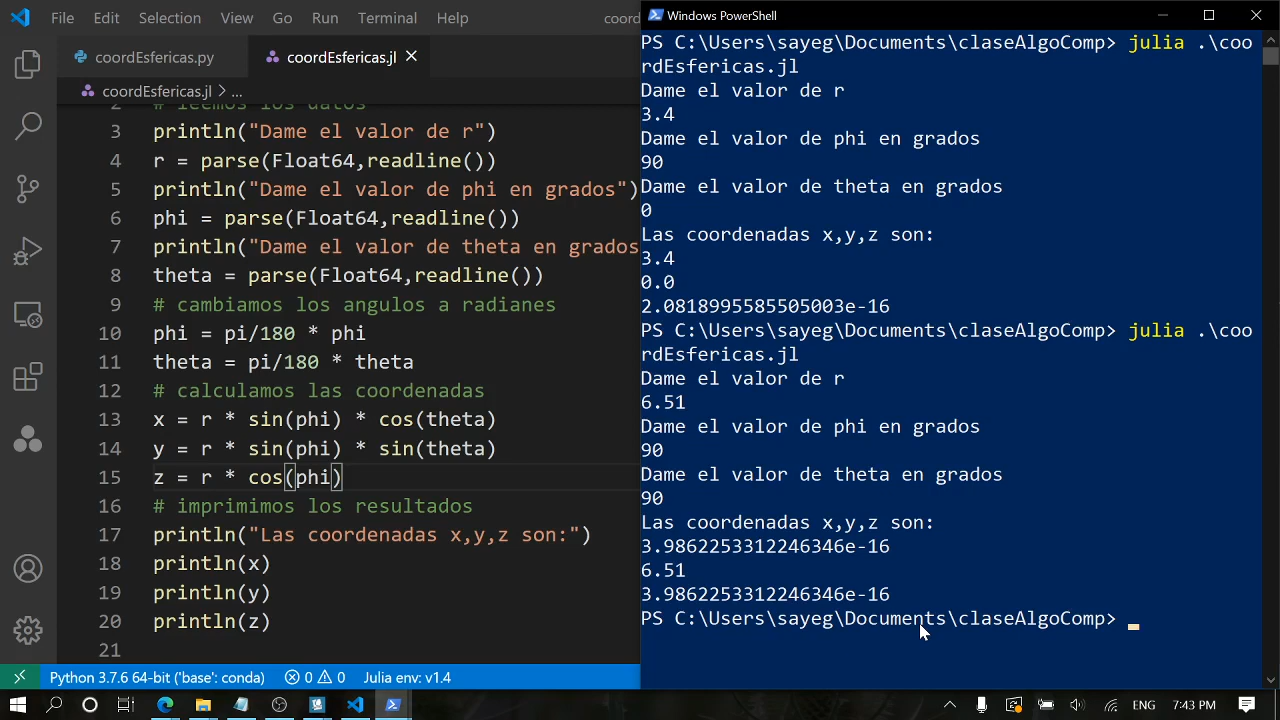 File Edit Selection View Go Run Terminal Help coord
coordEsfericas.py coordEsfericas.jl
coordEsfericas.jl > ...
2 # leemos los datos
3 println("Dame el valor de r")
4 r = parse(Float64,readline())
5 println("Dame el valor de phi en grados")
6 phi = parse(Float64,readline())
7 println("Dame el valor de theta en grados
8 theta = parse(Float64,readline())
9 # cambiamos los angulos a radianes
10 phi = pi/180 * phi
11 theta = pi/180 * theta
12 # calculamos las coordenadas
13 x = r * sin(phi) * cos(theta)
14 y = r * sin(phi) * sin(theta)
15 z = r * cos(phi)
16 # imprimimos los resultados
17 println("Las coordenadas x,y,z son:")
18 println(x)
19 println(y)
20 println(z)
21
Python 3.7.6 64-bit ('base': conda) 0 0 Julia env: v1.4
Windows PowerShell
PS C:\Users\sayeg\Documents\claseAlgoComp> julia .\coo
rdEsfericas.jl
Dame el valor de r
3.4
Dame el valor de phi en grados
90
Dame el valor de theta en grados
0
Las coordenadas x,y,z son:
3.4
0.0
2.0818995585505003e-16
PS C:\Users\sayeg\Documents\claseAlgoComp> julia .\coo
rdEsfericas.jl
Dame el valor de r
6.51
Dame el valor de phi en grados
90
Dame el valor de theta en grados
90
Las coordenadas x,y,z son:
3.9862253312246346e-16
6.51
3.9862253312246346e-16
PS C:\Users\sayeg\Documents\claseAlgoComp>
ENG 7:43 PM